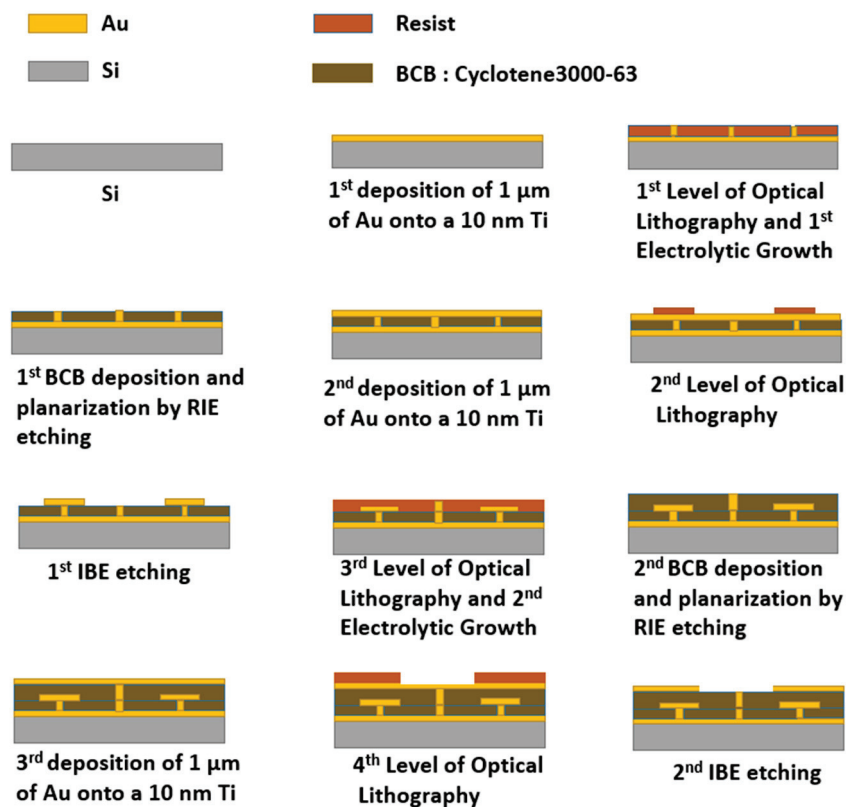 Au
Resist
Si
BCB : Cyclotene3000-63
Si
1st deposition of 1 μm
of Au onto a 10 nm Ti
1st Level of Optical
Lithography and 1st
Electrolytic Growth
1st BCB deposition and
planarization by RIE
etching
2nd deposition of 1 μm
of Au onto a 10 nm Ti
2nd Level of Optical
Lithography
1st IBE etching
3rd Level of Optical
Lithography and 2nd
Electrolytic Growth
2nd BCB deposition
and planarization by
RIE etching
3rd deposition of 1 μm
of Au onto a 10 nm Ti
4th Level of Optical
Lithography
2nd IBE etching